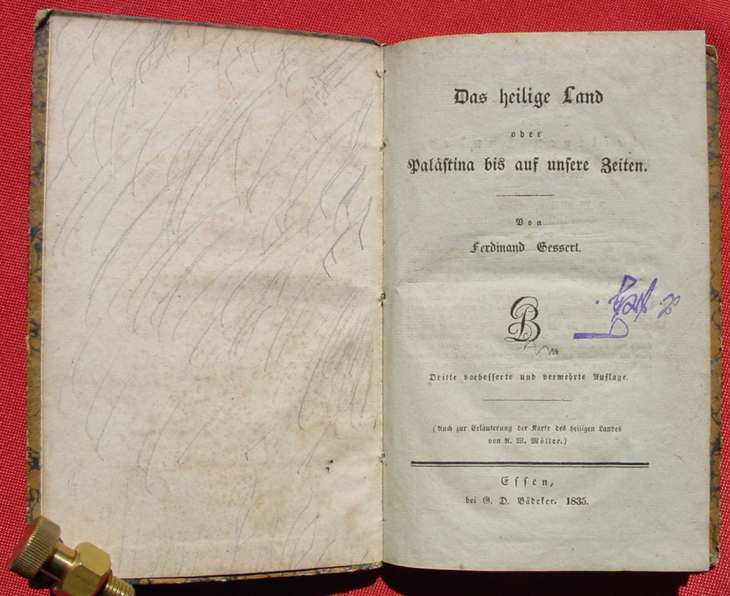 Das heilige Land
oder
Palästina bis auf unsere Zeiten.
Von
Ferdinand Gessert.
Dritte verbesserte und vermehrte Auflage.
(Auch zur Erläuterung der Karte des heiligen Landes
von A. W. Möller.)
Essen,
bei G. D. Bädeker. 1835.